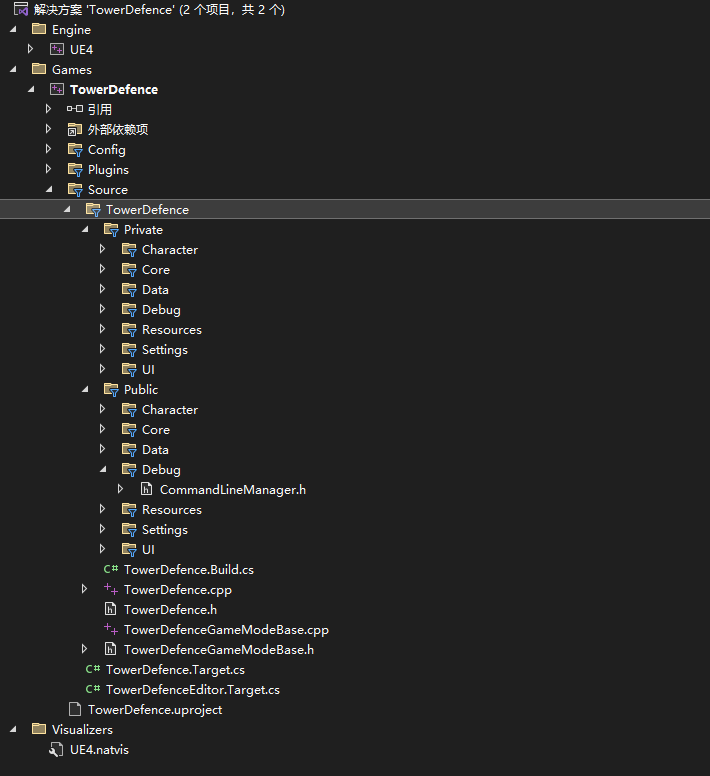 解决方案 'TowerDefence' (2 个项目，共 2 个)
Engine
UE4
Games
TowerDefence
引用
外部依赖项
Config
Plugins
Source
TowerDefence
Private
Character
Core
Data
Debug
Resources
Settings
UI
Public
Character
Core
Data
Debug
CommandLineManager.h
Resources
Settings
UI
C# TowerDefence.Build.cs
TowerDefence.cpp
TowerDefence.h
TowerDefenceGameModeBase.cpp
TowerDefenceGameModeBase.h
C# TowerDefence.Target.cs
C# TowerDefenceEditor.Target.cs
TowerDefence.uproject
Visualizers
UE4.natvis